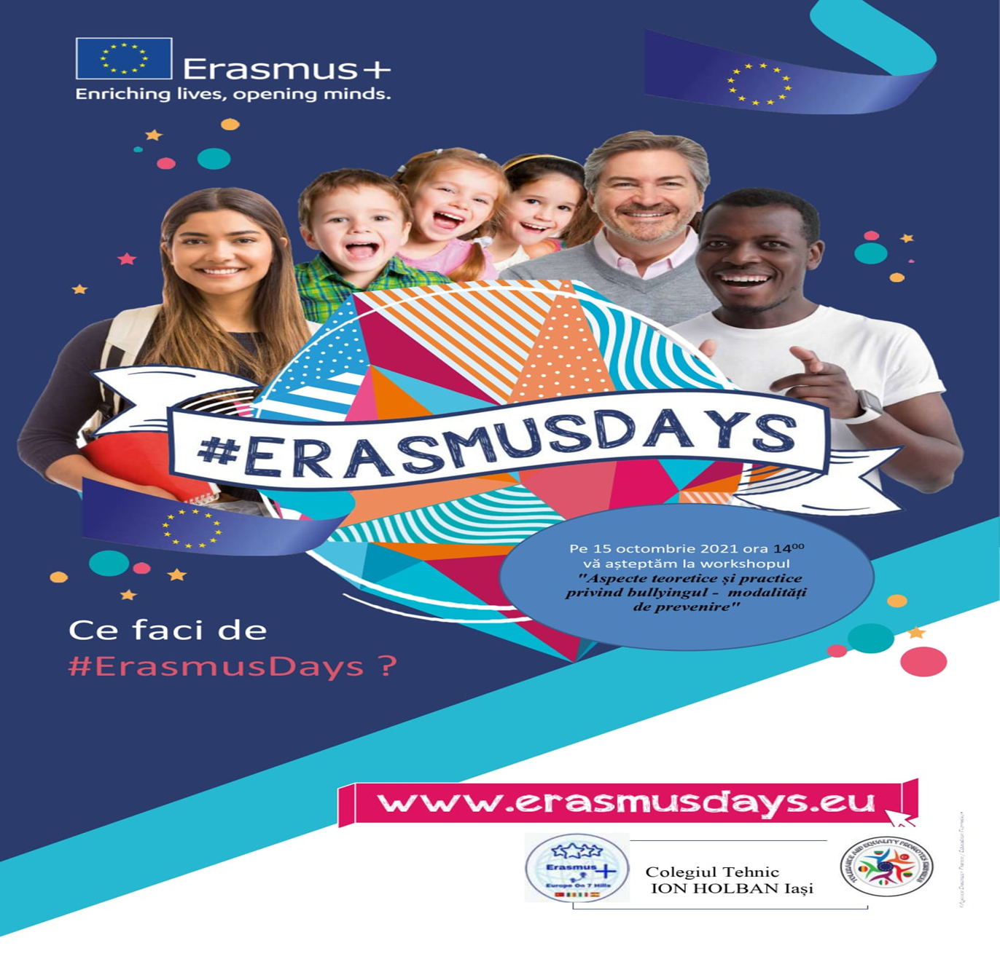 Erasmus+
Enriching lives, opening minds.
#ERASMUSDAYS
Pe 15 octombrie 2021 ora 14⁰⁰
vă așteptăm la workshopul
"Aspecte teoretice și practice
privind bullyingul - modalități
de prevenire"
Ce faci de
#ErasmusDays ?
www.erasmusdays.eu
Erasmus+
Europe On 7 Hills
Colegiul Tehnic
ION HOLBAN Iași
TOLERANCE AND EQUALITY PROMOTES